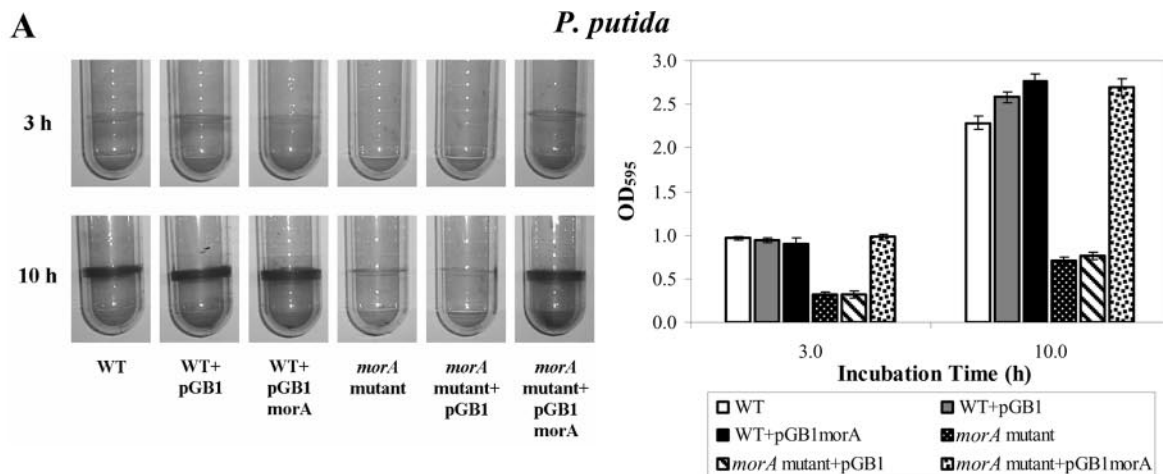 A
P. putida
3 h
10 h
WT
WT+
pGB1
WT+
pGB1
morA
morA
mutant
morA
mutant+
pGB1
morA
mutant+
pGB1
morA
OD595
3.0
2.5
2.0
1.5
1.0
0.5
0.0
3.0
10.0
Incubation Time (h)
WT
WT+pGB1
WT+pGB1morA
morA mutant
morA mutant+pGB1
morA mutant+pGB1morA